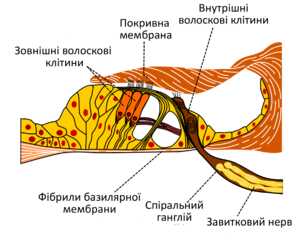 Внутрішні
волоскові клітини
Покривна
мембрана
Зовнішні волоскові
клітини
Фібрили базилярної
мембрани
Спіральний
ганглій
Завитковий нерв